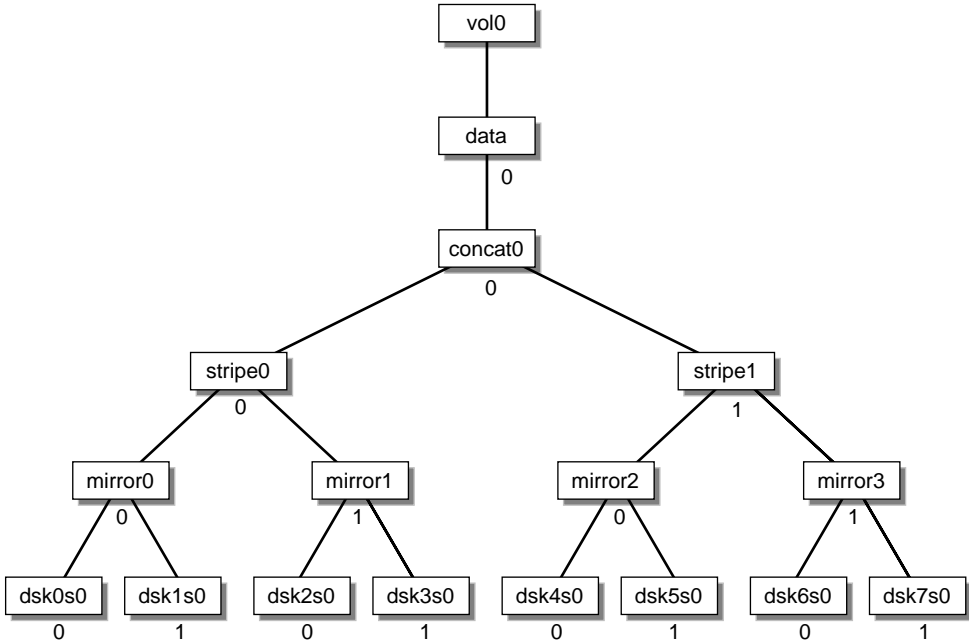 vol0
data
0
concat0
0
stripe0
stripe1
0
1
mirror0
mirror1
mirror2
mirror3
0
1
0
1
dsk0s0
dsk1s0
dsk2s0
dsk3s0
dsk4s0
dsk5s0
dsk6s0
dsk7s0
0
1
0
1
0
1
0
1